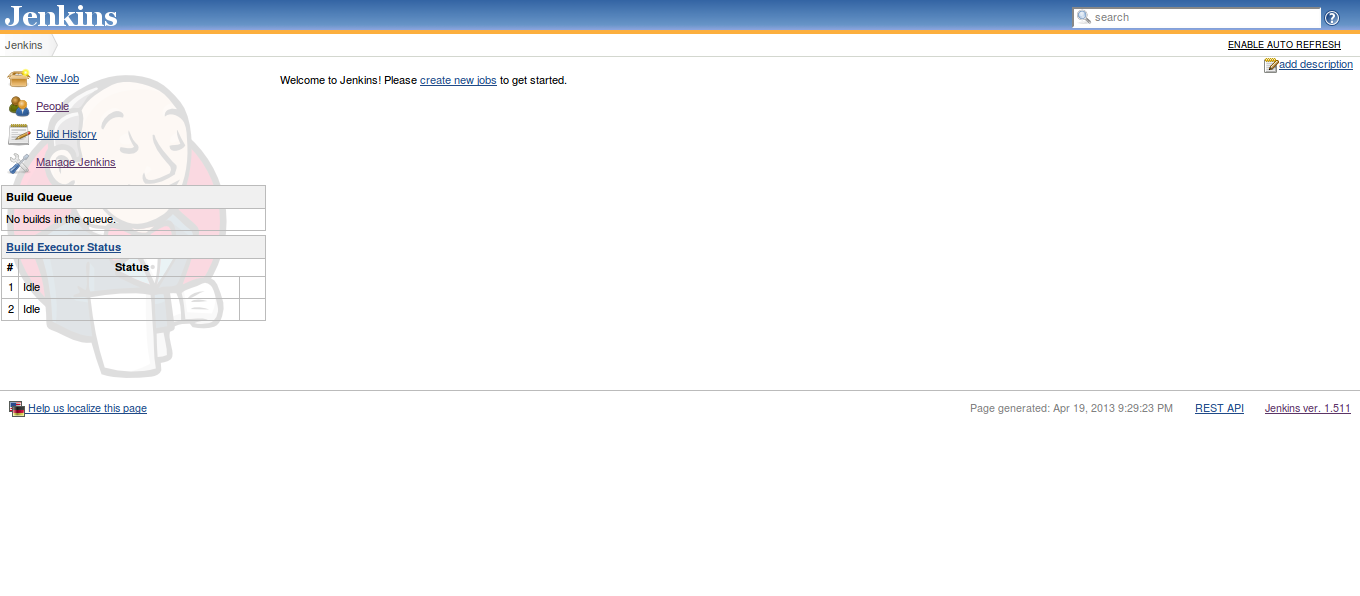 Jenkins
search
Jenkins
ENABLE AUTO REFRESH
add description
New Job
Welcome to Jenkins! Please create new jobs to get started.
People
Build History
Manage Jenkins
Build Queue
No builds in the queue.
Build Executor Status
# Status
1 Idle
2 Idle
Help us localize this page
Page generated: Apr 19, 2013 9:29:23 PM REST API Jenkins ver. 1.511